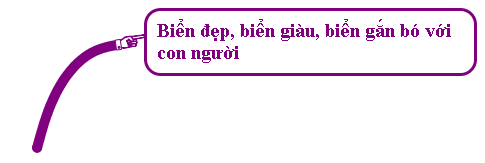 Biển đẹp, biển giàu, biển gắn bó với
con người